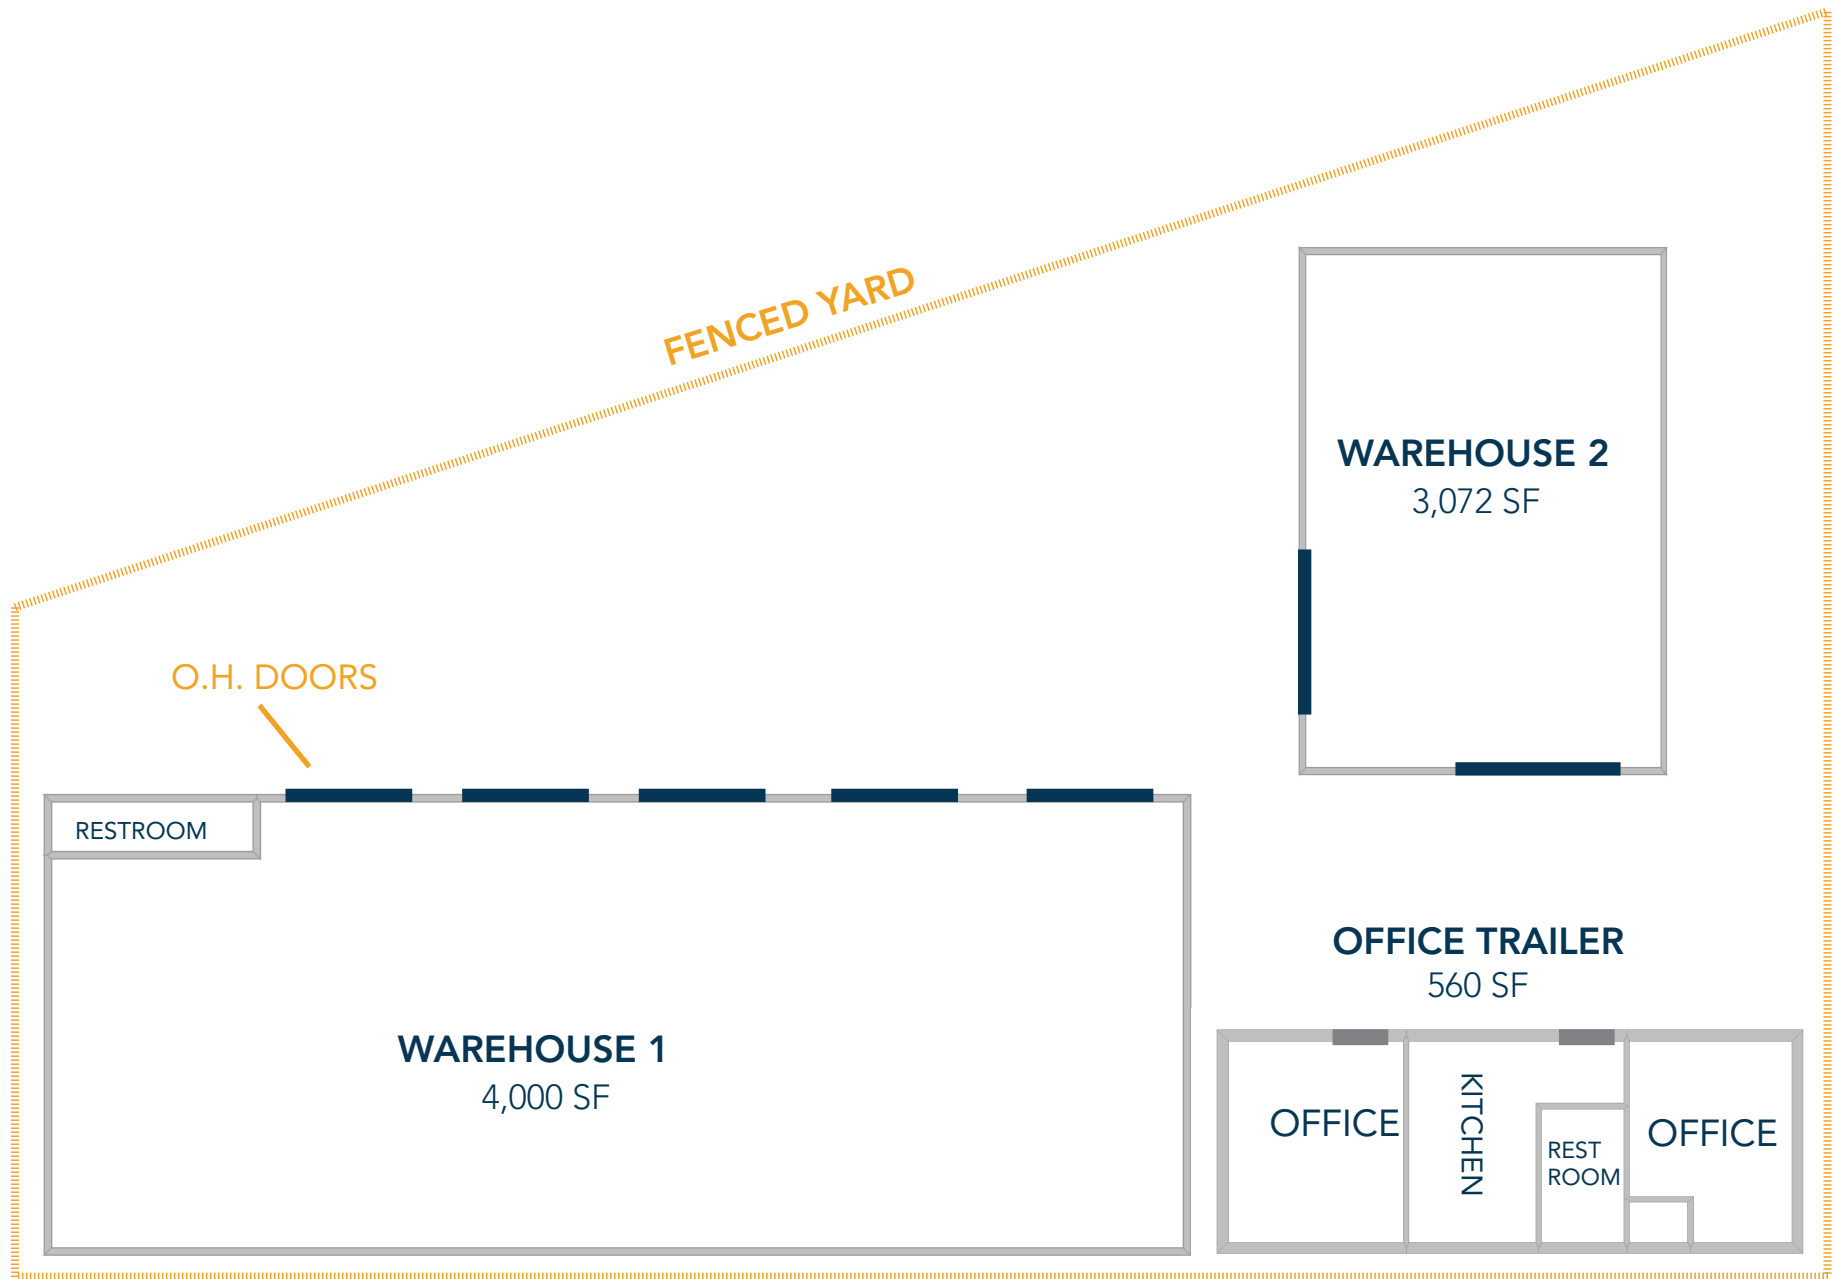 FENCED YARD
WAREHOUSE 2
3,072 SF
O.H. DOORS
RESTROOM
WAREHOUSE 1
4,000 SF
OFFICE TRAILER
560 SF
OFFICE
KITCHEN
REST
ROOM
OFFICE